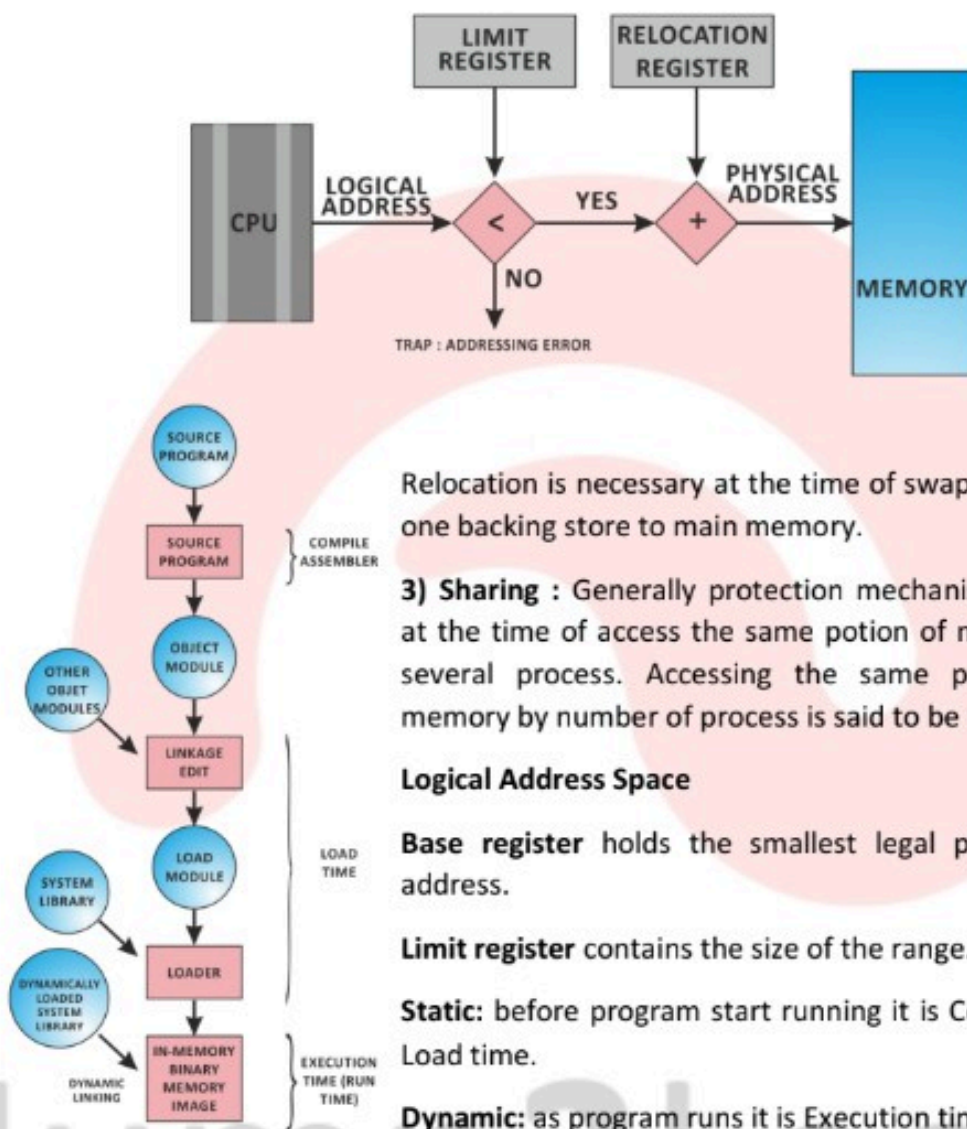 LIMIT
REGISTER
RELOCATION
REGISTER
CPU
LOGICAL
ADDRESS
<
YES
+
PHYSICAL
ADDRESS
MEMORY
NO
TRAP : ADDRESSING ERROR
SOURCE
PROGRAM
SOURCE
PROGRAM
COMPILE
ASSEMBLER
OBJECT
MODULE
OTHER
OBJET
MODULES
LINKAGE
EDIT
LOAD
MODULE
LOAD
TIME
SYSTEM
LIBRARY
LOADER
DYNAMICALLY
LOADED
SYSTEM
LIBRARY
DYNAMIC
LINKING
IN-MEMORY
BINARY
MEMORY
IMAGE
EXECUTION
TIME (RUN
TIME)
Relocation is necessary at the time of swap
one backing store to main memory.
3) Sharing : Generally protection mechani
at the time of access the same potion of
several process. Accessing the same p
memory by number of process is said to be
Logical Address Space
Base register holds the smallest legal p
address.
Limit register contains the size of the range
Static: before program start running it is
Load time.
Dynamic: as program runs it is Execution